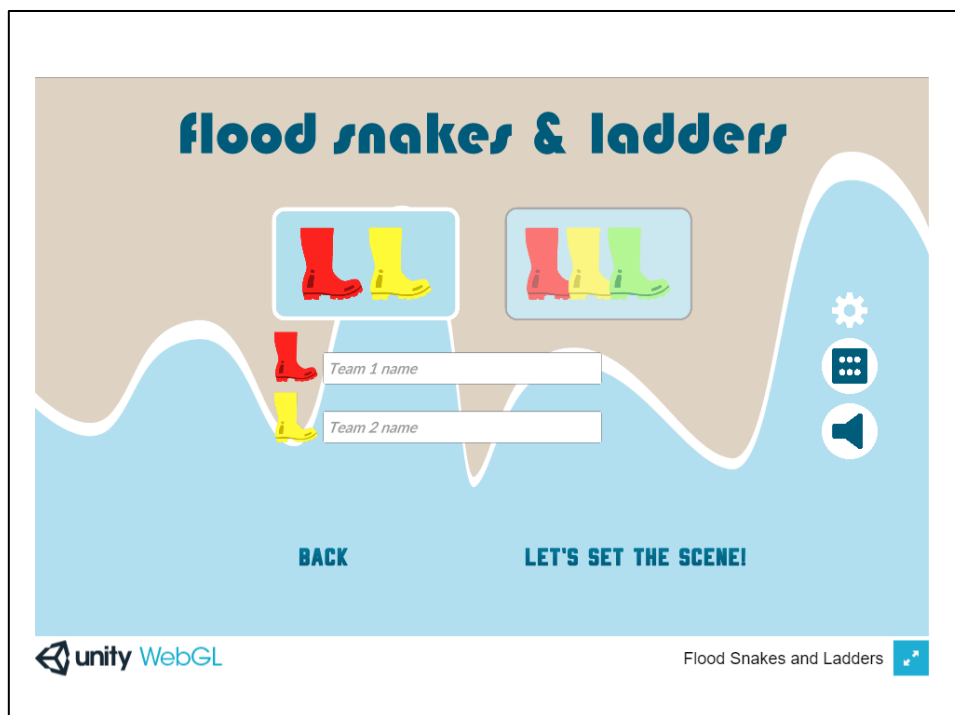 flood snakes & ladders
Team 1 name
Team 2 name
BACK
LET'S SET THE SCENE!
unity WebGL
Flood Snakes and Ladders